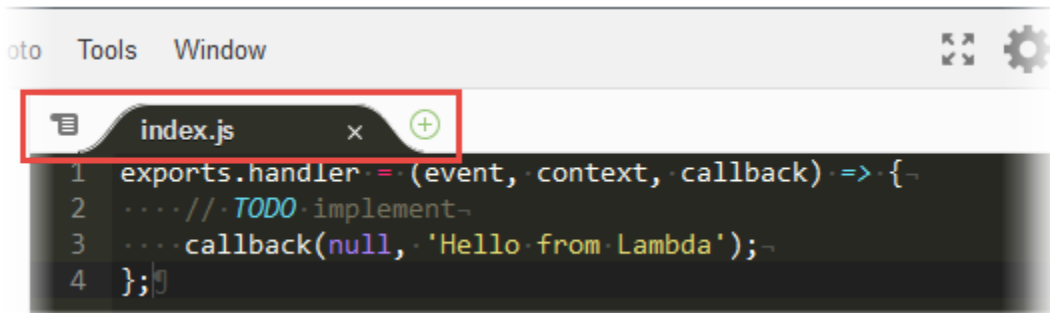 oto Tools Window
index.js ×
1 exports.handler = (event, context, callback) => {
2 // TODO implement
3 callback(null, 'Hello from Lambda');
4 };